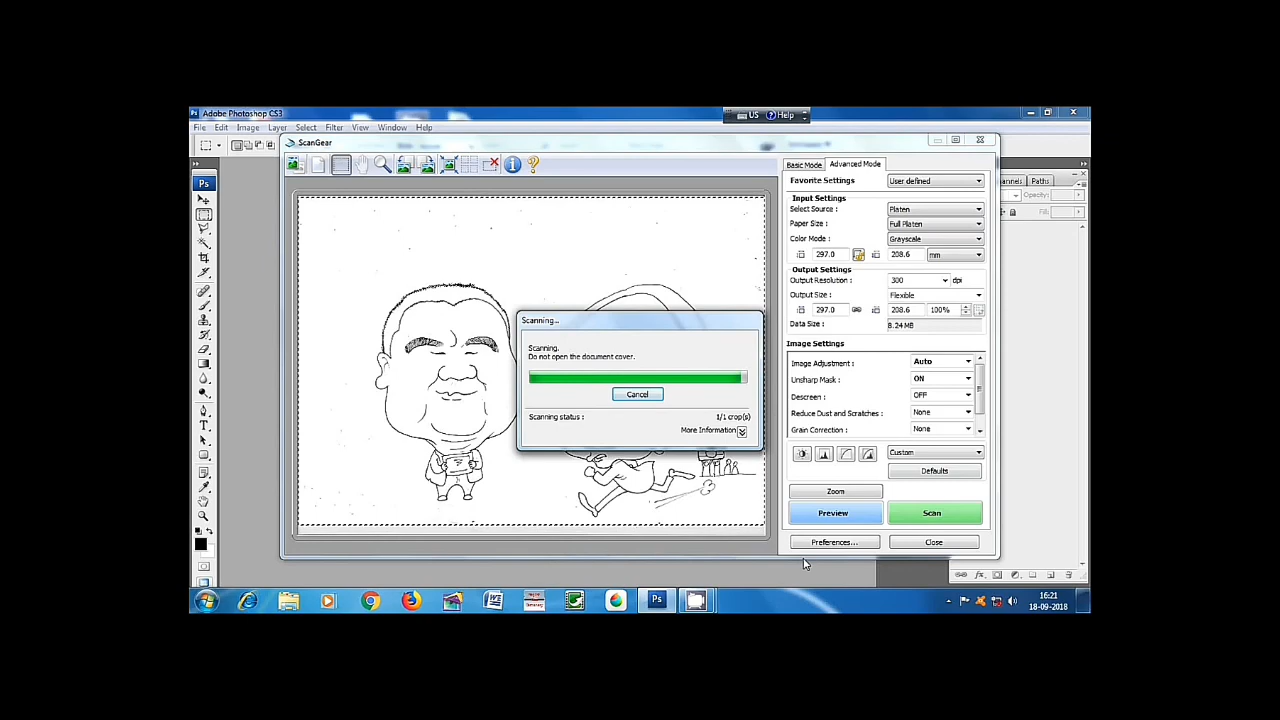 Adobe Photoshop CS3
US Help
File Edit Image Layer Select Filter View Window Help
ScanGear
Basic Mode Advanced Mode
Favorite Settings User defined
Input Settings
Select Source : Platen
Paper Size : Full Platen
Color Mode : Grayscale
297.0 208.6 mm
Output Settings
Output Resolution : 300 dpi
Output Size : Flexible
297.0 208.6 100%
Data Size : 8.24 MB
Image Settings
Image Adjustment : Auto
Unsharp Mask : ON
Descreen : OFF
Reduce Dust and Scratches : None
Grain Correction : None
Custom
Defaults
Zoom
Preview Scan
Preferences... Close
Scanning...
Scanning.
Do not open the document cover.
Cancel
Scanning status : 1/1 crop(s)
More Information
Paths
Opacity:
Fill:
Ps
16:21
18-09-2018